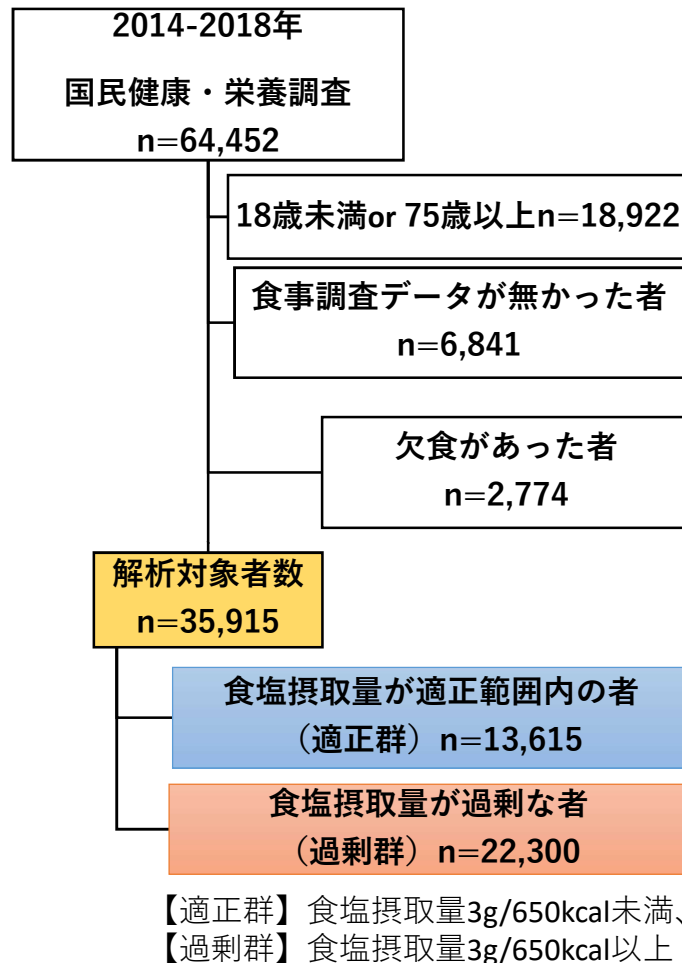 2014-2018年
国民健康・栄養調査
n=64,452
18歳未満or 75歳以上n=18,922
食事調査データが無かった者
n=6,841
欠食があった者
n=2,774
解析対象者数
n=35,915
食塩摂取量が適正範囲内の者
（適正群）n=13,615
食塩摂取量が過剰な者
（過剰群）n=22,300
【適正群】食塩摂取量3g/650kcal未満、
【過剰群】食塩摂取量3g/650kcal以上